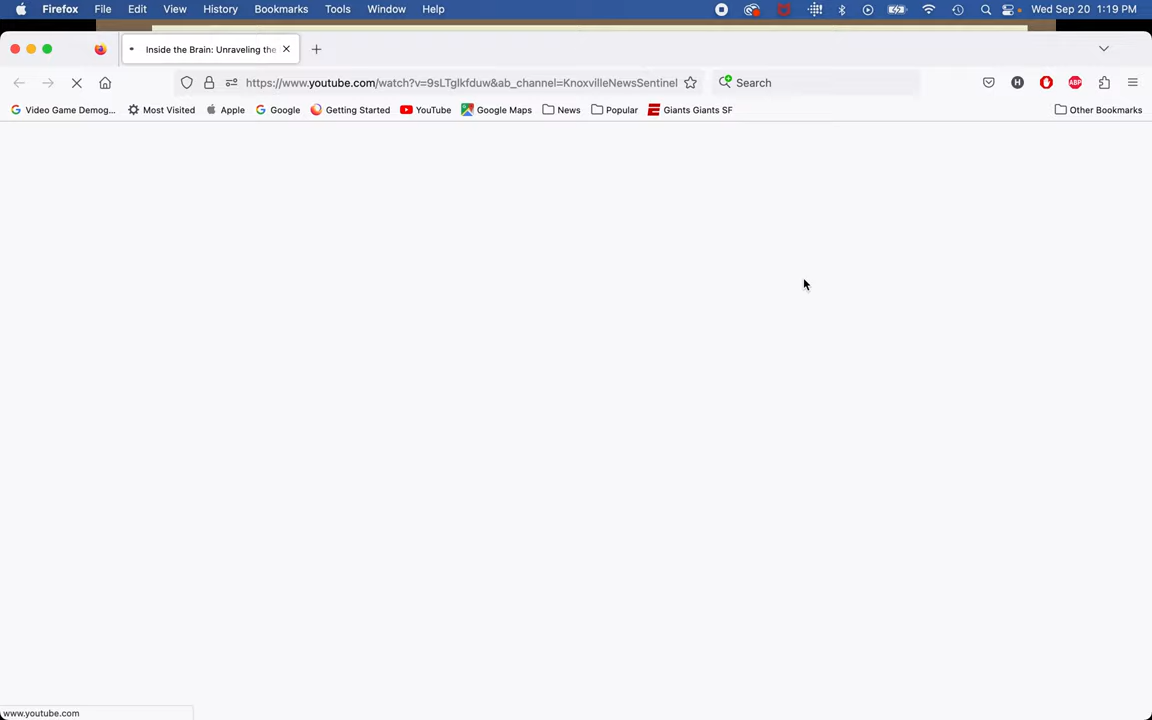 Firefox File Edit View History Bookmarks Tools Window Help Wed Sep 20 1:19 PM
Inside the Brain: Unraveling the
https://www.youtube.com/watch?v=9sLTglkfduw&ab_channel=KnoxvilleNewsSentinel Search H ABP
Video Game Demog... Most Visited Apple Google Getting Started YouTube Google Maps News Popular Giants Giants SF Other Bookmarks
www.youtube.com